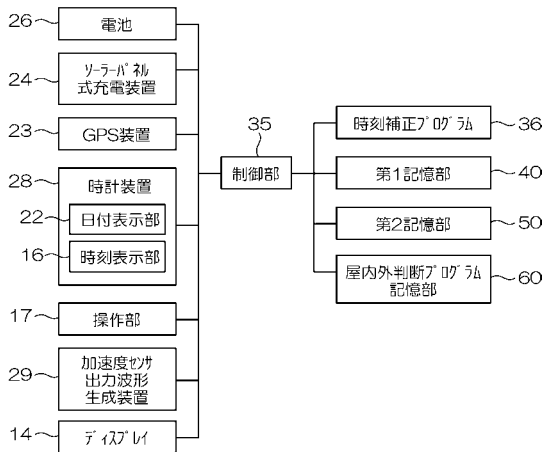 26
電池
24
ソーラーパネル
式充電装置
23
GPS装置
28
時計装置
22
日付表示部
16
時刻表示部
17
操作部
29
加速度センサ
出力波形
生成装置
14
ディスプレイ
35
制御部
時刻補正プログラム
36
第1記憶部
40
第2記憶部
50
屋内外判断プログラム
記憶部
60